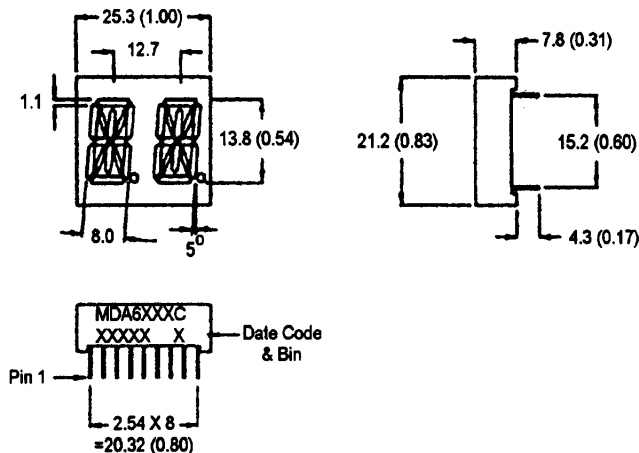 25.3 (1.00)
12.7
1.1
13.8 (0.54)
8.0
5°
7.8 (0.31)
21.2 (0.83)
15.2 (0.60)
4.3 (0.17)
MDA6XXXC
XXXXX X
Date Code
& Bin
Pin 1
2.54 X 8
=20.32 (0.80)